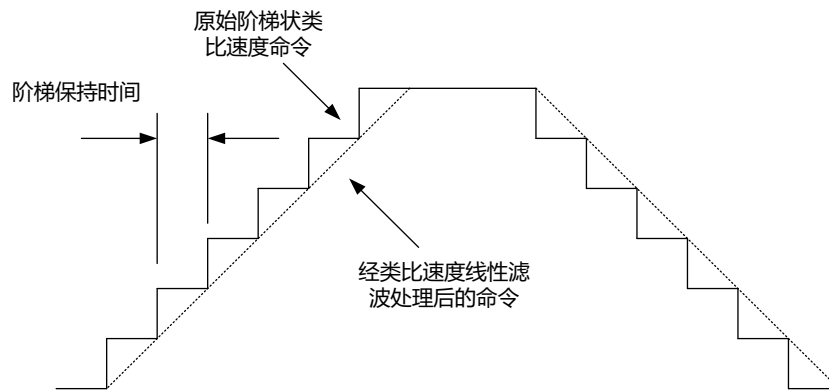 原始阶梯状类
比速度命令
阶梯保持时间
经类比速度线性滤
波处理后的命令